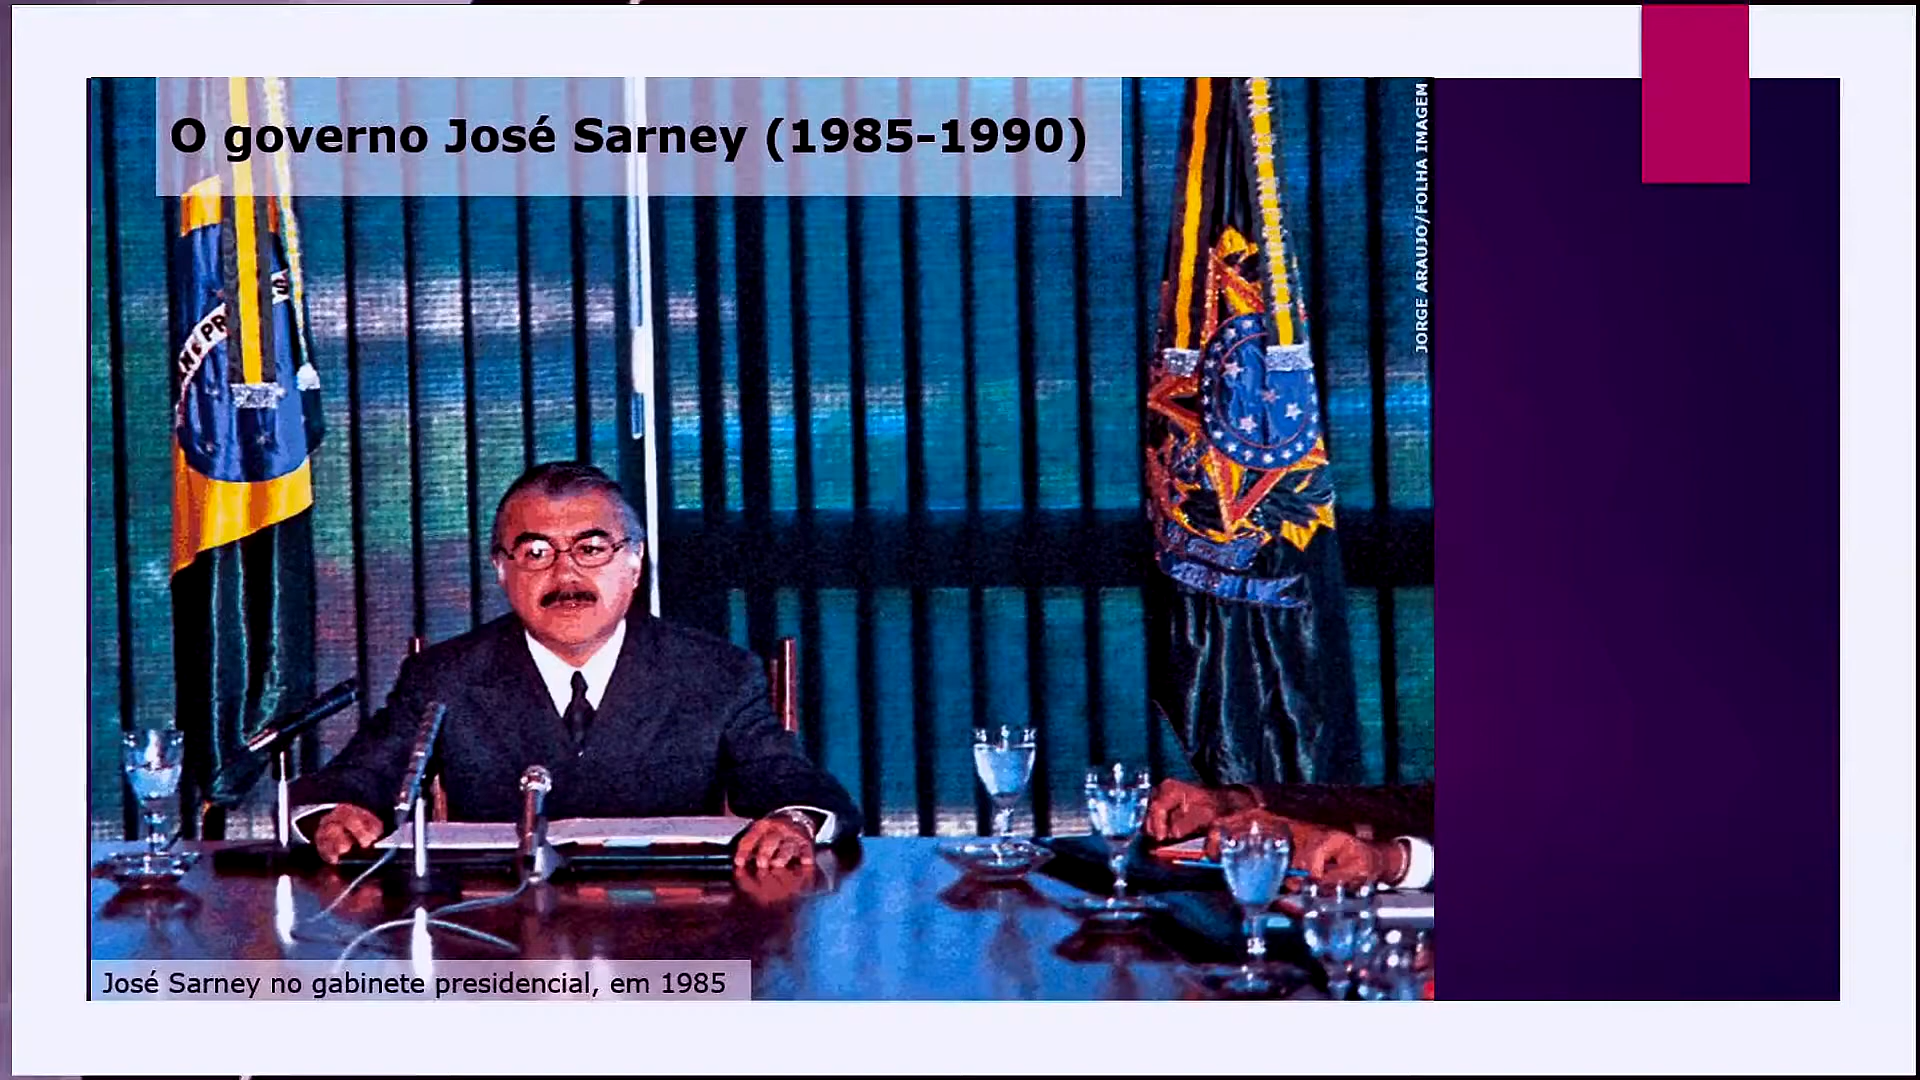 O governo José Sarney (1985-1990)
JORGE ARAUJO/FOLHA IMAGEM
José Sarney no gabinete presidencial, em 1985